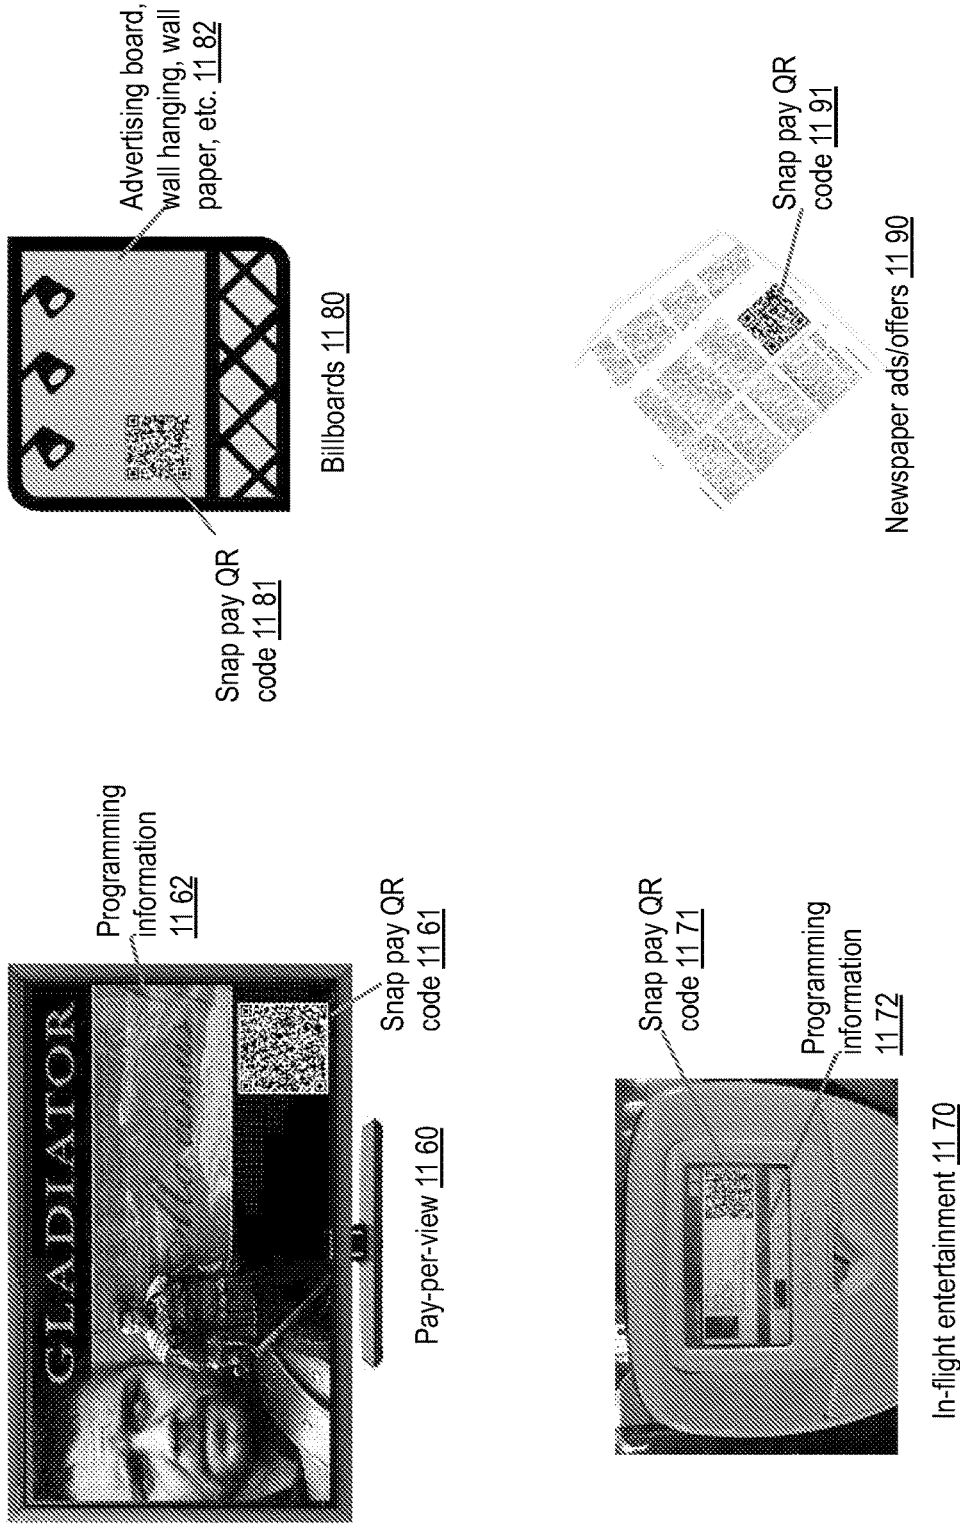 GLADIATOR
Programming
information
11 62
Snap pay QR
code 11 61
Pay-per-view 11 60
Snap pay QR
code 11 81
Advertising board,
wall hanging, wall
paper, etc. 11 82
Billboards 11 80
Snap pay QR
code 11 71
Programming
information
11 72
In-flight entertainment 11 70
Snap pay QR
code 11 91
Newspaper ads/offers 11 90